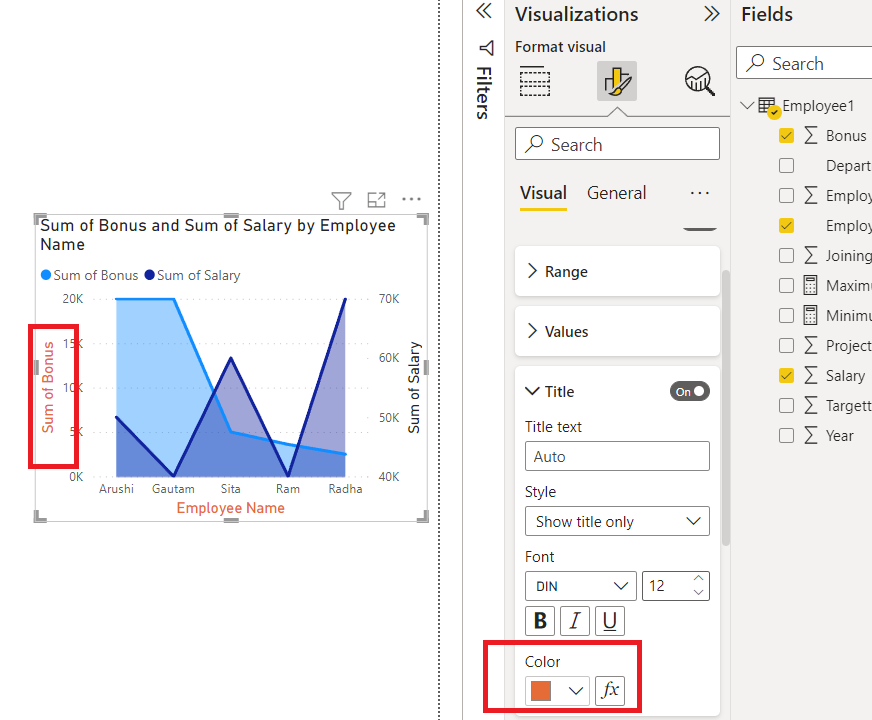 Sum of Bonus and Sum of Salary by Employee
Name
Sum of Bonus Sum of Salary
20K
15K
10K
5K
0K
Sum of Bonus
70K
60K
50K
40K
Sum of Salary
Arushi Gautam Sita Ram Radha
Employee Name
Filters
Visualizations
Format visual
Search
Visual General
Range
Values
Title On
Title text
Auto
Style
Show title only
Font
DIN 12
B I U
Color
fx
Fields
Search
Employee1
Σ Bonus
Depart
Σ Employ
Employ
Σ Joining
Maximu
Minimu
Σ Project
Σ Salary
Σ Targett
Σ Year